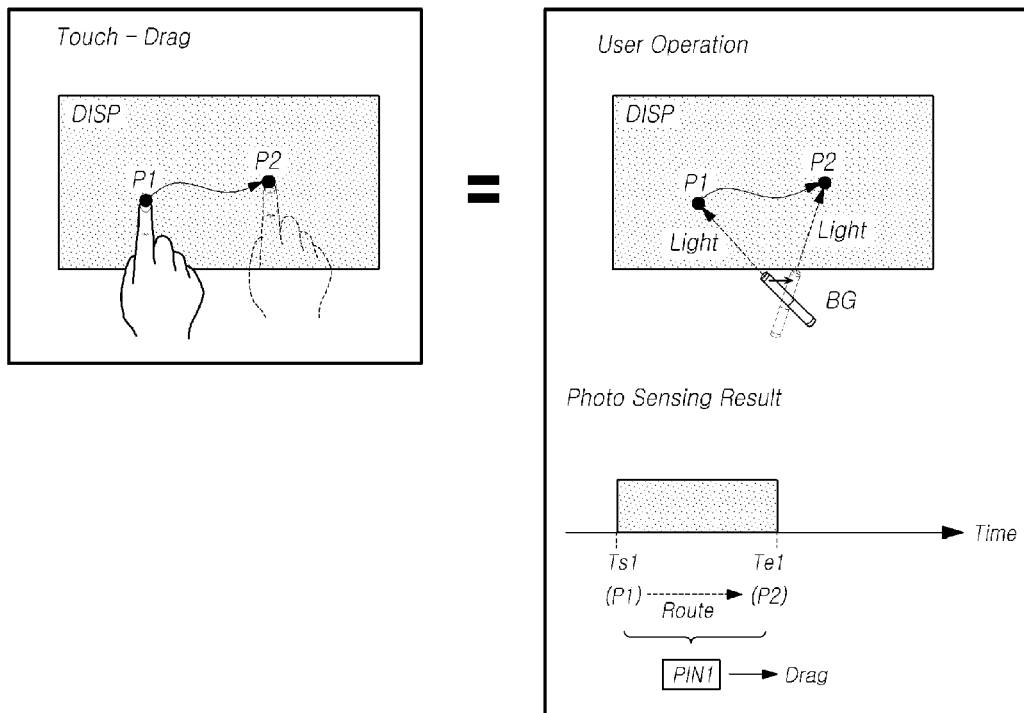 Touch - Drag
DISP
P1
P2
=
User Operation
DISP
P1
P2
Light
Light
BG
Photo Sensing Result
Time
Ts1
Te1
(P1)
(P2)
Route
PIN1
Drag